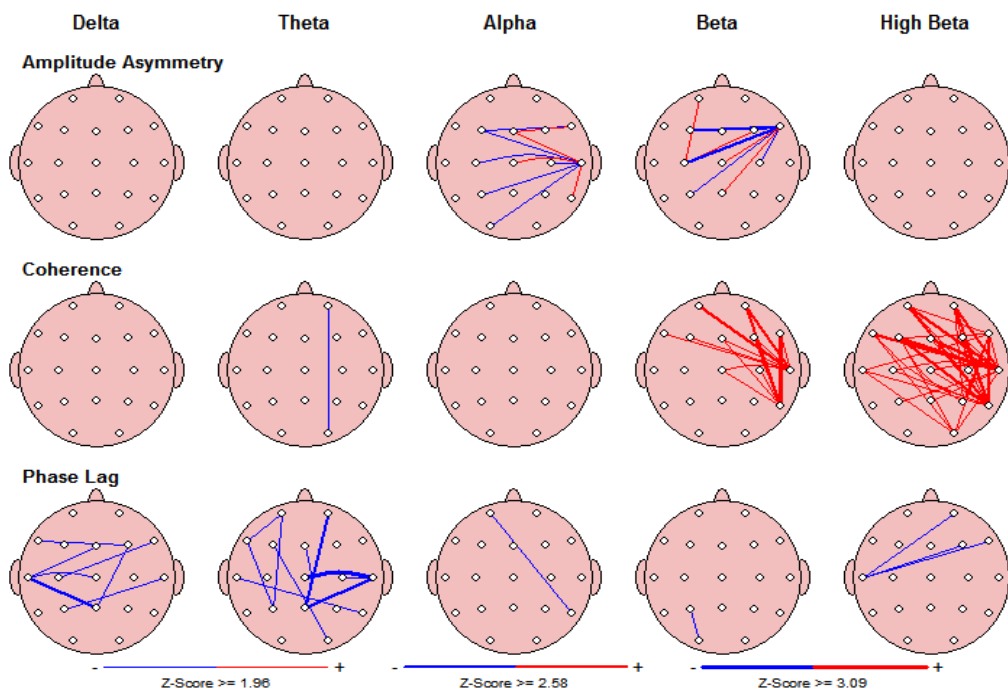 Delta Theta Alpha Beta High Beta
Amplitude Asymmetry
Coherence
Phase Lag
- + - + - +
Z-Score >= 1.96 Z-Score >= 2.58 Z-Score >= 3.09